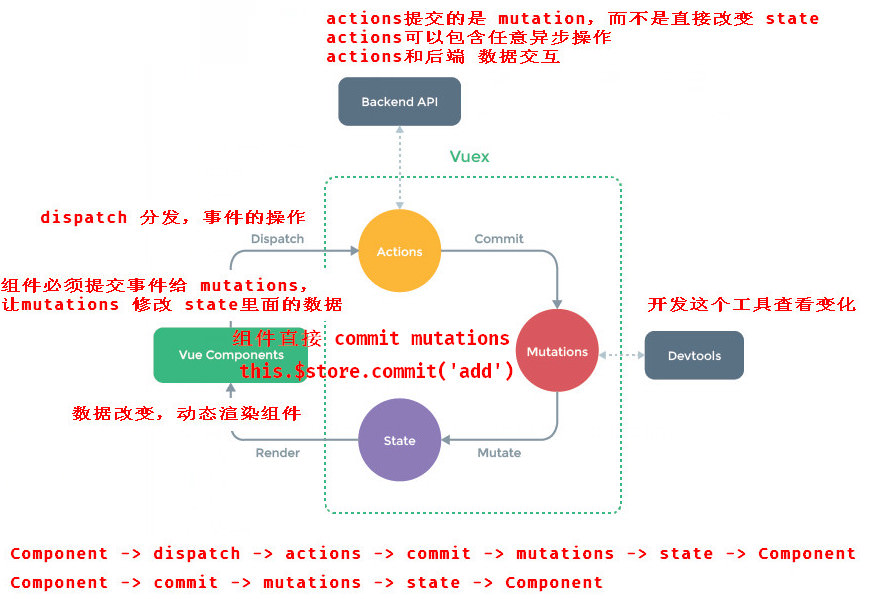 actions提交的是 mutation，而不是直接改变 state
actions可以包含任意异步操作
actions和后端 数据交互
Backend API
Vuex
dispatch 分发，事件的操作
Dispatch
Actions
Commit
组件必须提交事件给 mutations，
让mutations 修改 state里面的数据
开发这个工具查看变化
组件直接 commit mutations
Vue Components
Mutations
Devtools
this.$store.commit('add')
数据改变，动态渲染组件
State
Render
Mutate
Component -> dispatch -> actions -> commit -> mutations -> state -> Component
Component -> commit -> mutations -> state -> Component